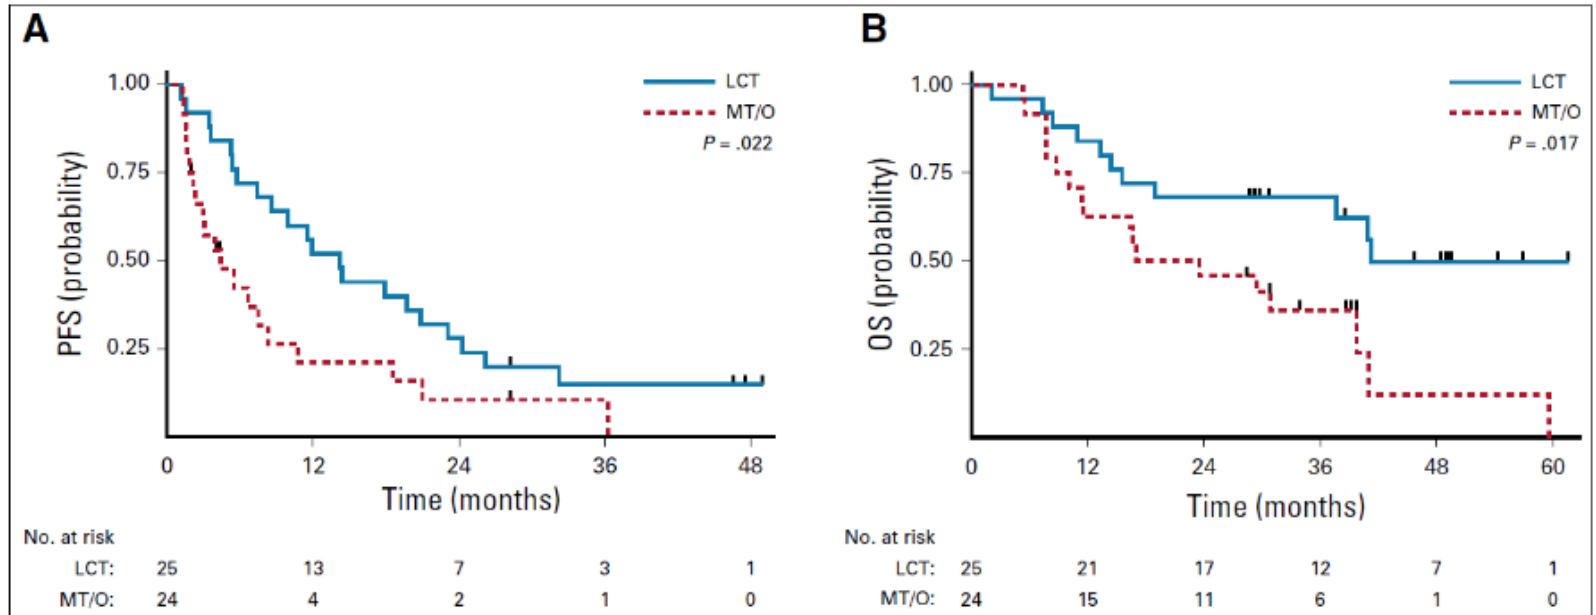 A
PFS (probability)
1.00
0.75
0.50
0.25
LCT
MT/O
P = .022
0 12 24 36 48
Time (months)
No. at risk
LCT: 25 13 7 3 1
MT/O: 24 4 2 1 0
B
OS (probability)
1.00
0.75
0.50
0.25
LCT
MT/O
P = .017
0 12 24 36 48 60
Time (months)
No. at risk
LCT: 25 21 17 12 7 1
MT/O: 24 15 11 6 1 0